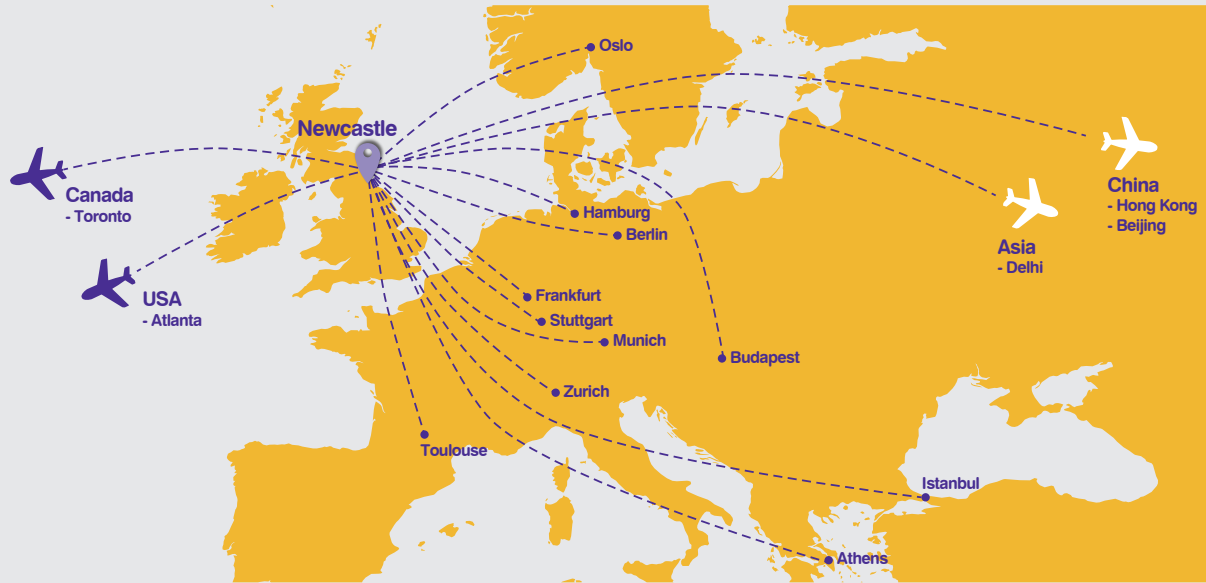 Oslo
Newcastle
Canada
- Toronto
China
- Hong Kong
- Beijing
Hamburg
Berlin
Asia
- Delhi
USA
- Atlanta
Frankfurt
Stuttgart
Munich
Budapest
Zurich
Toulouse
Istanbul
Athens